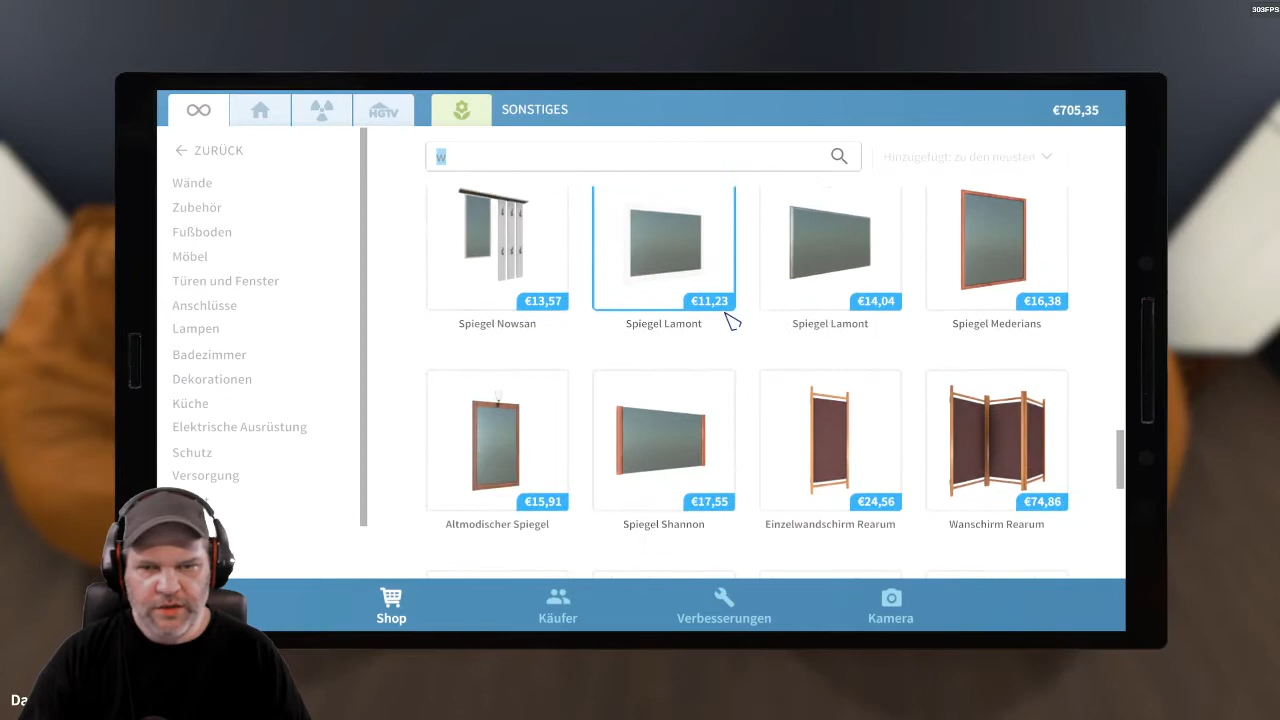 303FPS
HGTV
SONSTIGES
€705,35
ZURÜCK
w
Hinzugefügt: zu den neusten
Wände
Zubehör
Fußboden
Möbel
Türen und Fenster
Anschlüsse
Lampen
Badezimmer
Dekorationen
Küche
Elektrische Ausrüstung
Schutz
Versorgung
€13,57
€11,23
€14,04
€16,38
Spiegel Nowsan
Spiegel Lamont
Spiegel Lamont
Spiegel Mederians
€15,91
€17,55
€24,56
€74,86
Altmodischer Spiegel
Spiegel Shannon
Einzelwandschirm Rearum
Wanschirm Rearum
Shop
Käufer
Verbesserungen
Kamera
Da